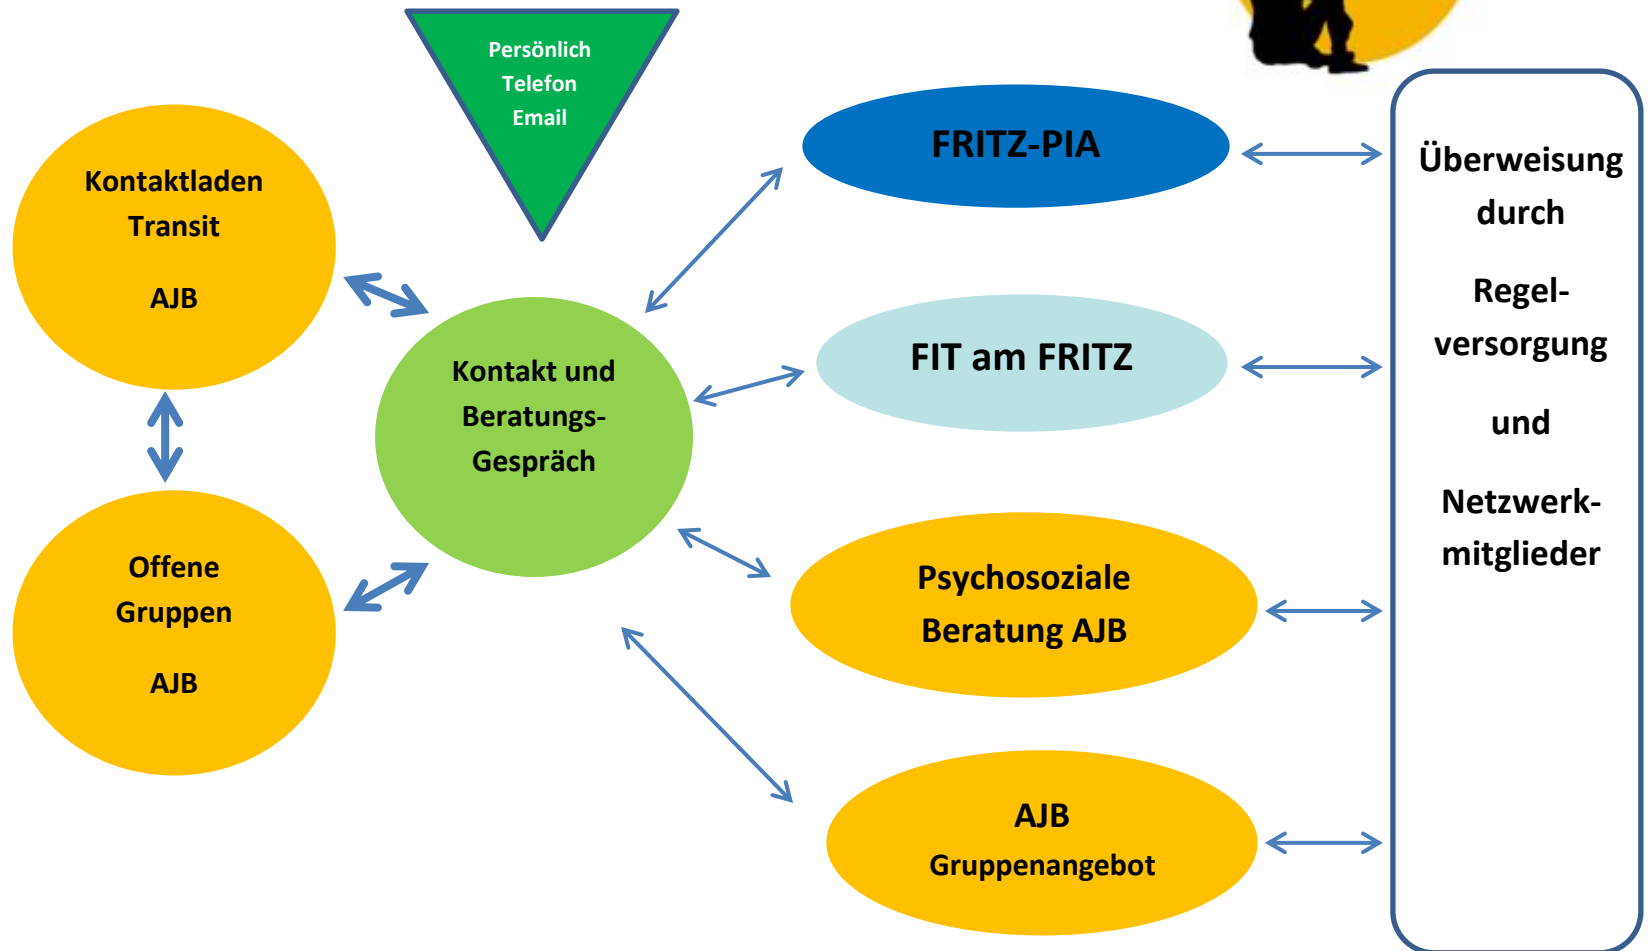 Persönlich
Telefon
Email
Kontaktladen
Transit
AJB
Offene
Gruppen
AJB
Kontakt und
Beratungs-
Gespräch
FRITZ-PIA
FIT am FRITZ
Psychosoziale
Beratung AJB
AJB
Gruppenangebot
Überweisung
durch
Regel-
versorgung
und
Netzwerk-
mitglieder